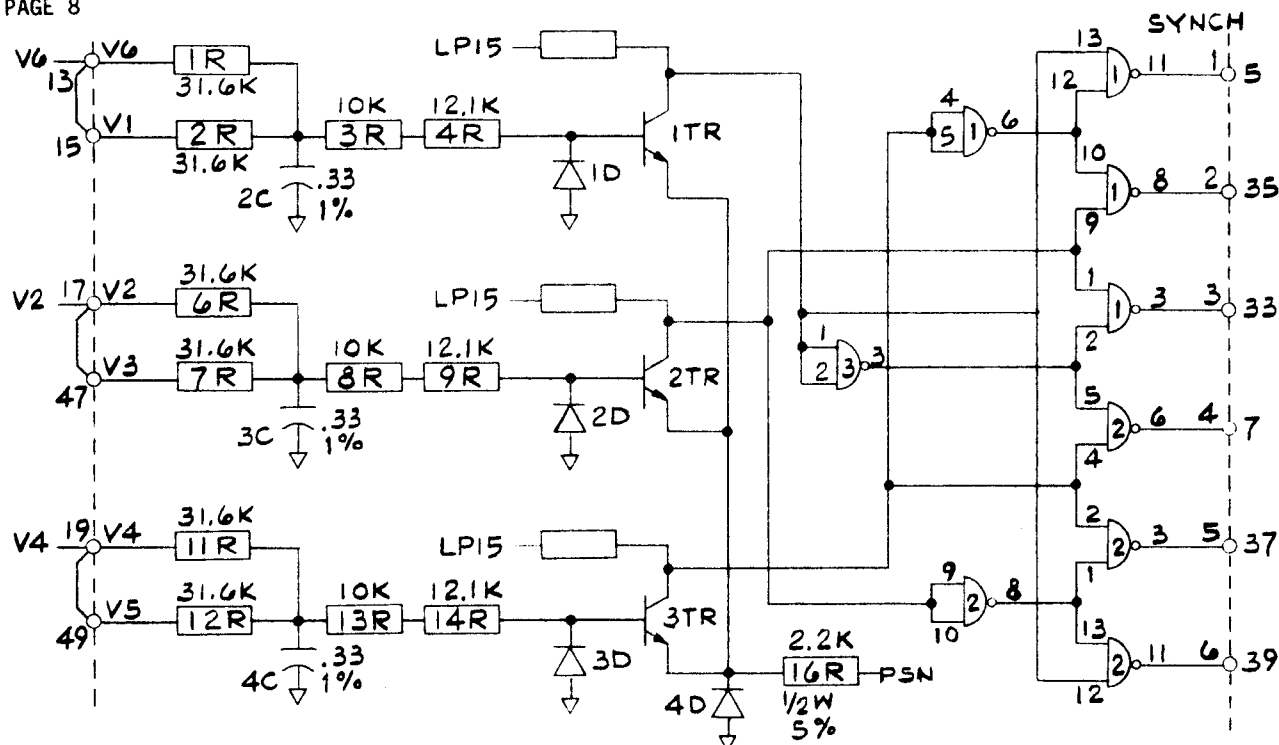 PAGE 8
SYNCH
V6 13 V6 1R 31.6K
15 V1 2R 31.6K
10K 3R 12.1K 4R
2C .33 1%
1D
LP15
1TR
V2 17 V2 31.6K 6R
47 V3 31.6K 7R
10K 8R 12.1K 9R
3C .33 1%
2D
LP15
2TR
V4 19 V4 31.6K 11R
49 V5 31.6K 12R
10K 13R 12.1K 14R
4C .33 1%
3D
LP15
3TR
4D
2.2K 16R PSN
1/2W
5%
4 5 1 6
1 2 3 3
9 10 2 8
13 12 1 11 1 5
10 9 1 8 2 35
1 2 1 3 3 33
5 4 2 6 4 7
2 1 2 3 5 37
13 12 2 11 6 39